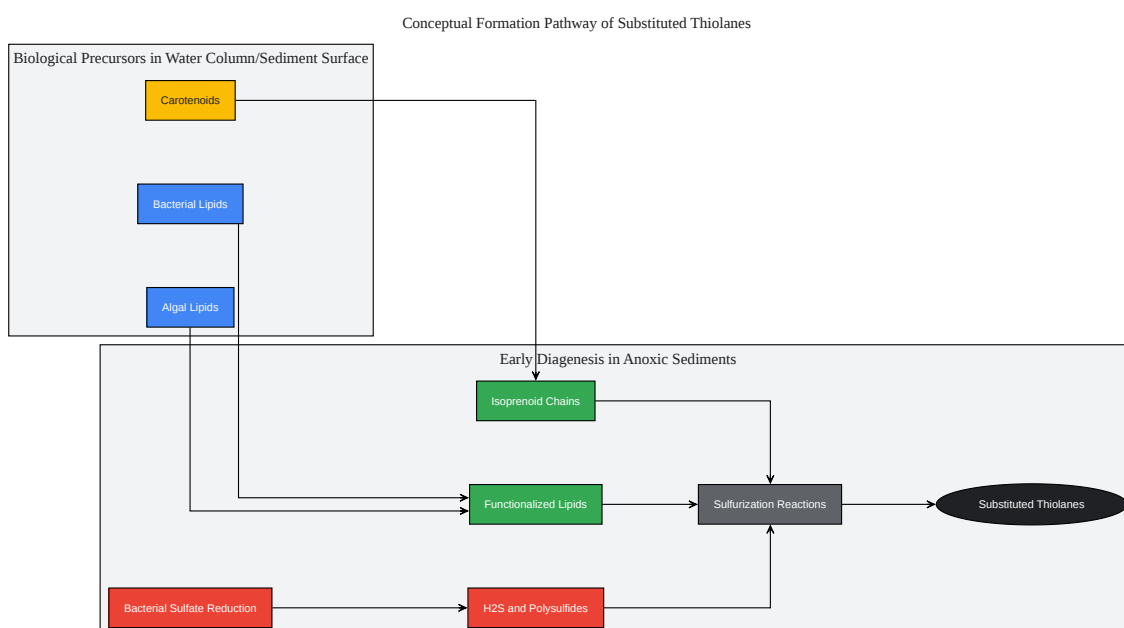 Conceptual Formation Pathway of Substituted Thiolanes
Biological Precursors in Water Column/Sediment Surface
Carotenoids
Bacterial Lipids
Algal Lipids
Early Diagenesis in Anoxic Sediments
Isoprenoid Chains
Functionalized Lipids
Sulfurization Reactions
Substituted Thiolanes
Bacterial Sulfate Reduction
H2S and Polysulfides